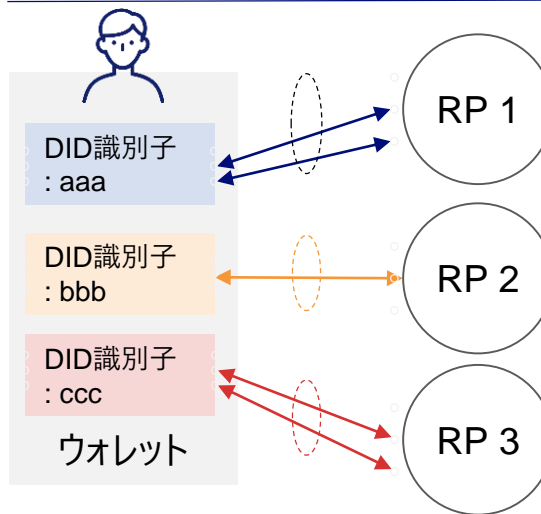 DID識別子
: aaa
DID識別子
: bbb
DID識別子
: ccc
ウォレット
RP 1
RP 2
RP 3